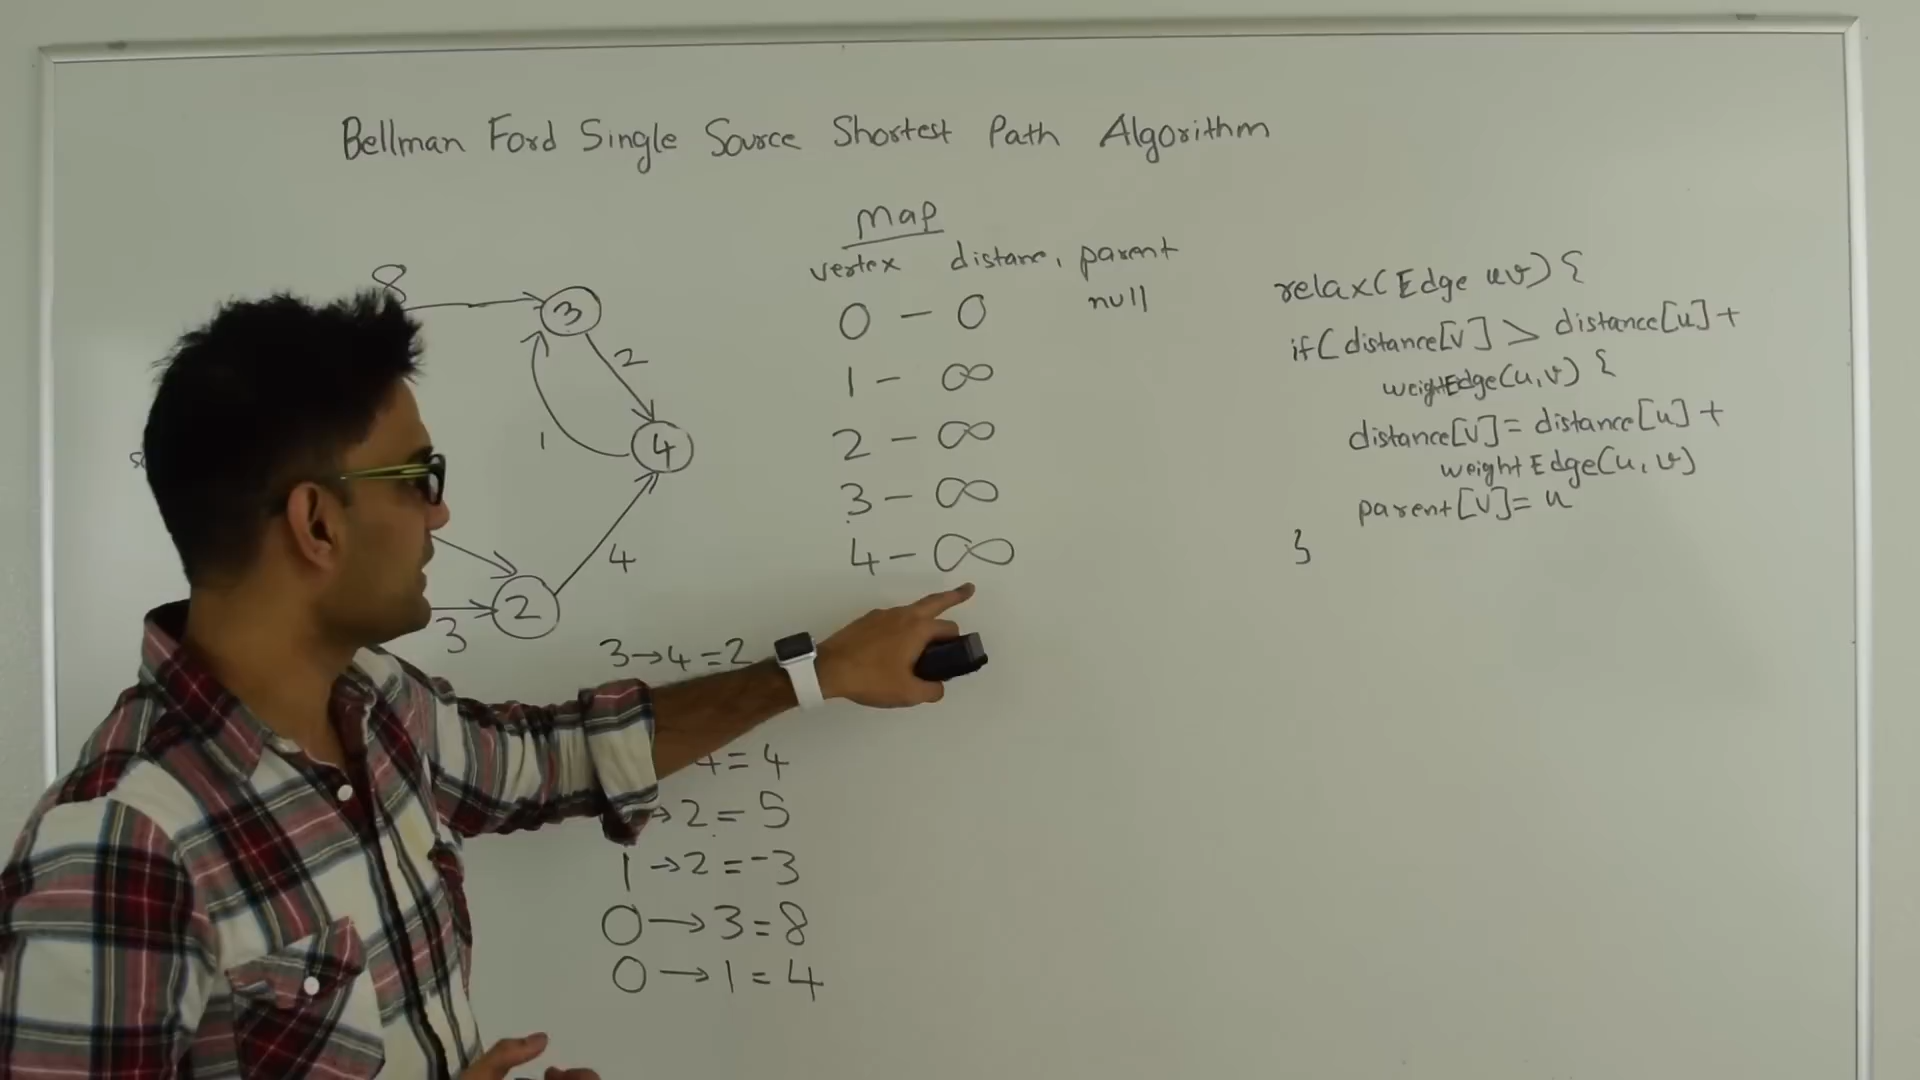 Bellman Ford Single Source Shortest Path Algorithm
Map
vertex distane, parent
0 - 0 null
1 - ∞
2 - ∞
3 - ∞
4 - ∞
8
3
2
1
4
4
2
3
3→4=2
4=4
→2=5
1→2=-3
0→3=8
0→1=4
relax(Edge uv) {
if(distance[v] > distance[u]+
weightEdge(u,v) {
distance[v]=distance[u]+
weightEdge(u,v)
parent[v]=u
}